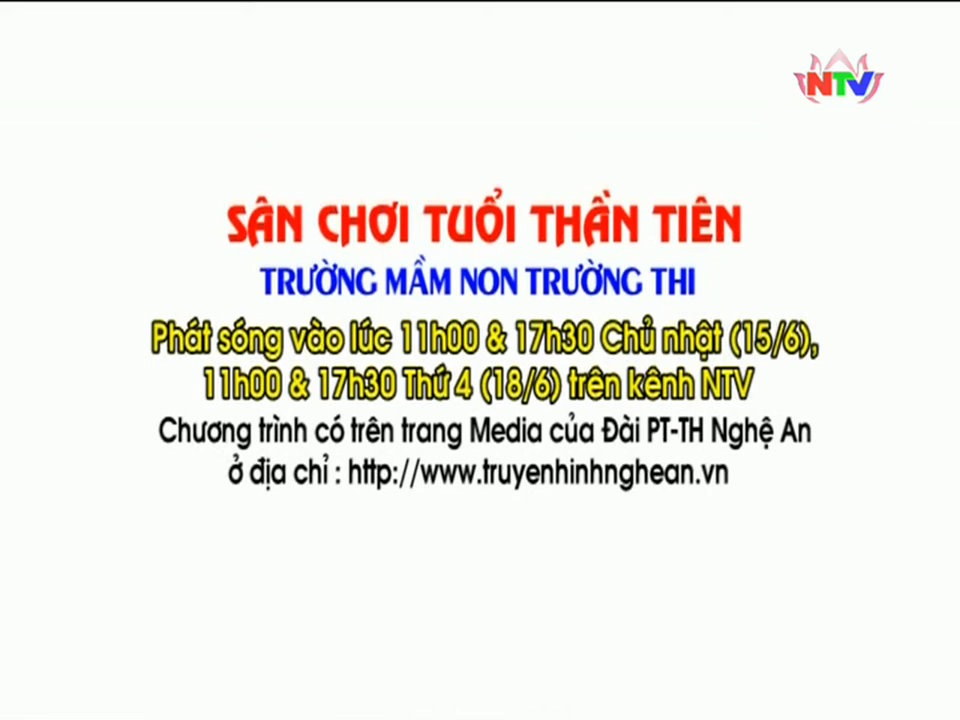 NTV
SÂN CHƠI TUỔI THẦN TIÊN
TRƯỜNG MẦM NON TRƯỜNG THI
Phát sóng vào lúc 11h00 & 17h30 Chủ nhật (15/6),
11h00 & 17h30 Thứ 4 (18/6) trên kênh NTV
Chương trình có trên trang Media của Đài PT-TH Nghệ An
ở địa chỉ : http://www.truyenhinhnghean.vn